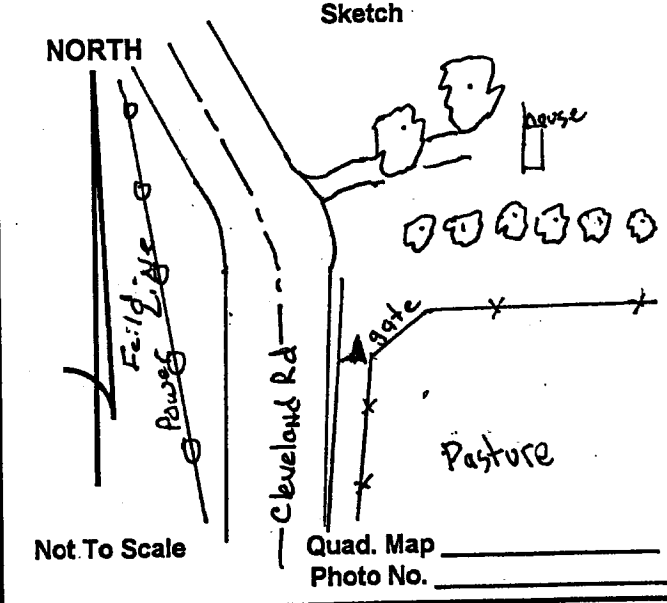 Sketch
NORTH
house
Feild Line
Power
gate
Cleveland Rd
Pasture
Not To Scale
Quad. Map
Photo No.